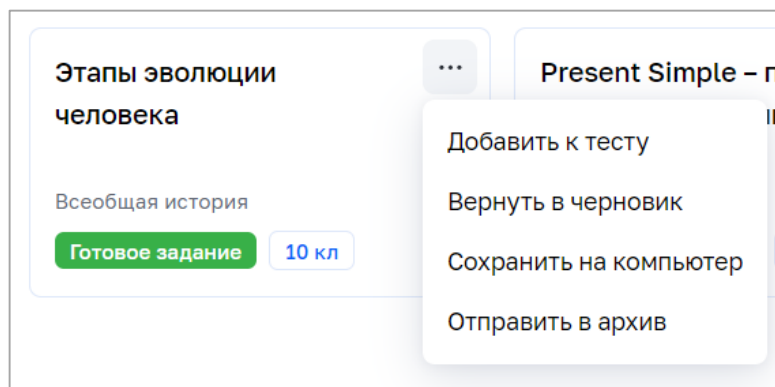 Этапы эволюции
человека
Всеобщая история
Готовое задание
10 кл
...
Добавить к тесту
Вернуть в черновик
Сохранить на компьютер
Отправить в архив
Present Simple –